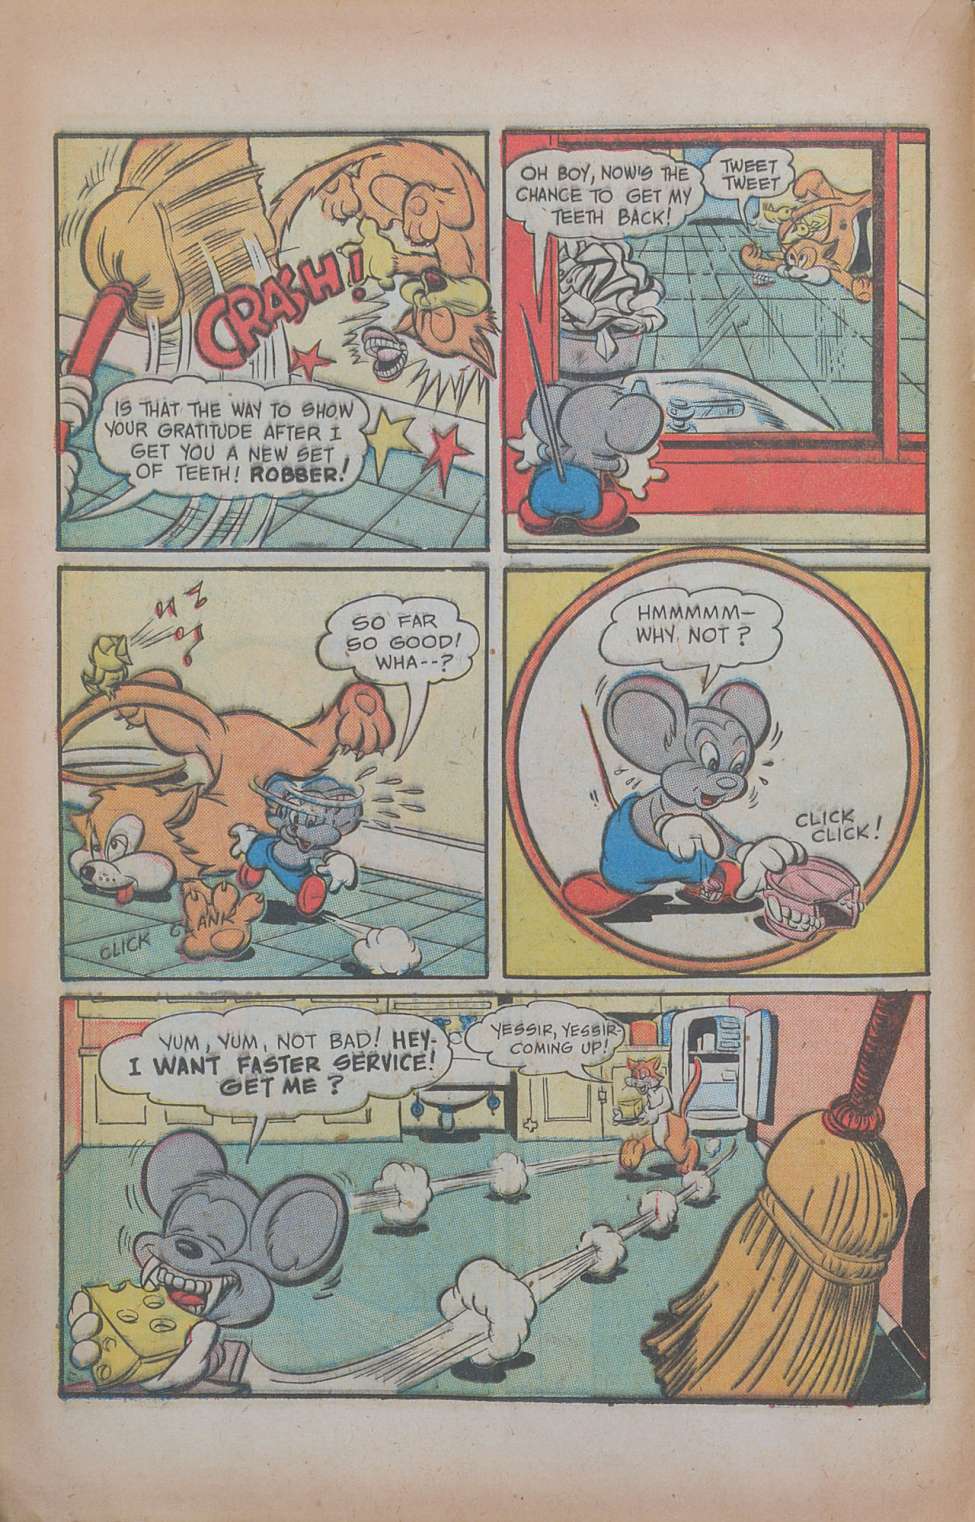 CRASH!
IS THAT THE WAY TO SHOW
YOUR GRATITUDE AFTER I
GET YOU A NEW SET
OF TEETH! ROBBER!
OH BOY, NOW'S THE
CHANCE TO GET MY
TEETH BACK!
TWEET
TWEET
SO FAR
SO GOOD!
WHA--?
CLICK CLANK
HMMMMM-
WHY NOT?
CLICK
CLICK!
YUM, YUM, NOT BAD! HEY-
I WANT FASTER SERVICE!
GET ME?
YESSIR, YESSIR-
COMING UP!